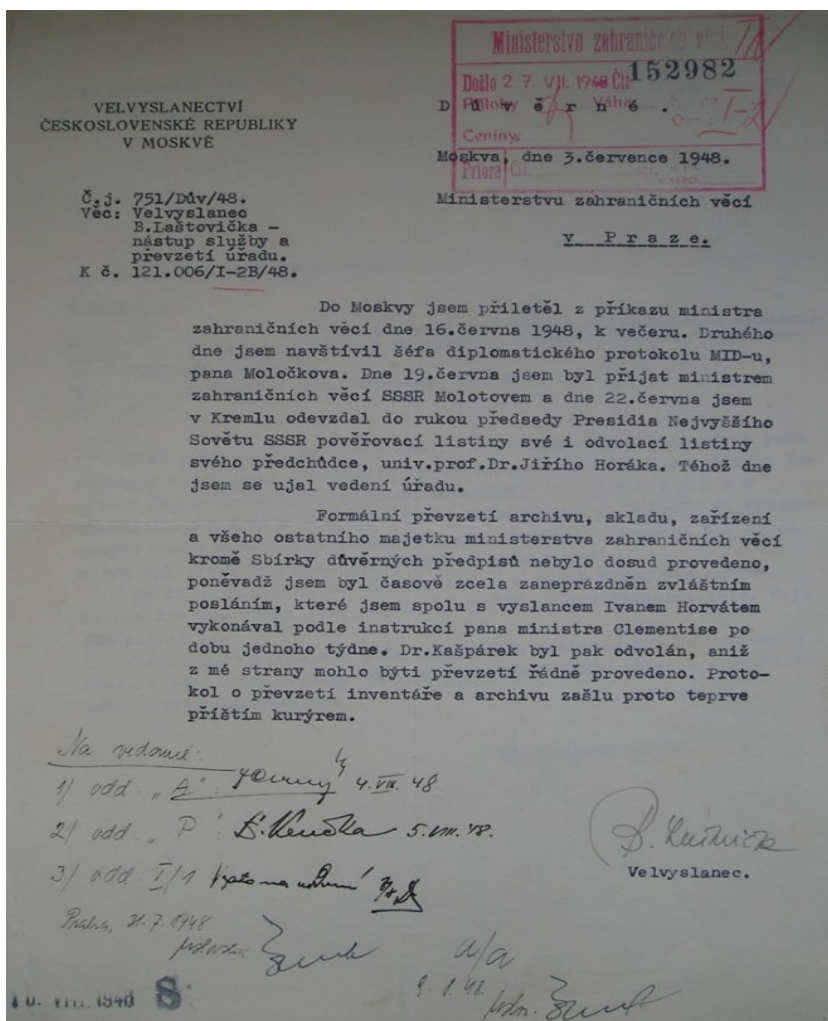 Ministerstvo zahraničních věcí
Došlo 27. VII. 1948 Čís. 152982
Přílohy Váha
Ceniny:
I-2
VELVYSLANECTVÍ
ČESKOSLOVENSKÉ REPUBLIKY
V MOSKVĚ
D ů v ě r n é .
Moskva, dne 3.července 1948.
Č.j. 751/Dův/48.
Věc: Velvyslanec
B.Laštovička –
nástup služby a
převzetí úřadu.
K č. 121.006/I-2B/48.
Ministerstvu zahraničních věcí
v P r a z e.
Do Moskvy jsem přiletěl z příkazu ministra
zahraničních věcí dne 16.června 1948, k večeru. Druhého
dne jsem navštívil šéfa diplomatického protokolu MID-u,
pana Moločkova. Dne 19.června jsem byl přijat ministrem
zahraničních věcí SSSR Molotovem a dne 22.června jsem
v Kremlu odevzdal do rukou předsedy Presidia Nejvyššího
Sovětu SSSR pověřovací listiny své i odvolací listiny
svého předchůdce, univ.prof.Dr.Jiřího Horáka. Téhož dne
jsem se ujal vedení úřadu.
Formální převzetí archivu, skladu, zařízení
a všeho ostatního majetku ministerstva zahraničních věcí
kromě Sbírky důvěrných předpisů nebylo dosud provedeno,
poněvadž jsem byl časově zcela zaneprázdněn zvláštním
posláním, které jsem spolu s vyslancem Ivanem Horvátem
vykonával podle instrukcí pana ministra Clementise po
dobu jednoho týdne. Dr.Kašpárek byl pak odvolán, aniž
z mé strany mohlo býti převzetí řádně provedeno. Proto-
kol o převzetí inventáře a archivu zašlu proto teprve
příštím kurýrem.
Na vedomie:
1/ odd. "A": 4.VIII. 48
2/ odd. "P": 5.VIII.48.
3/ odd. I/1
Praha, 31.7.1948
Velvyslanec.
a/a
10. VIII. 1948 8